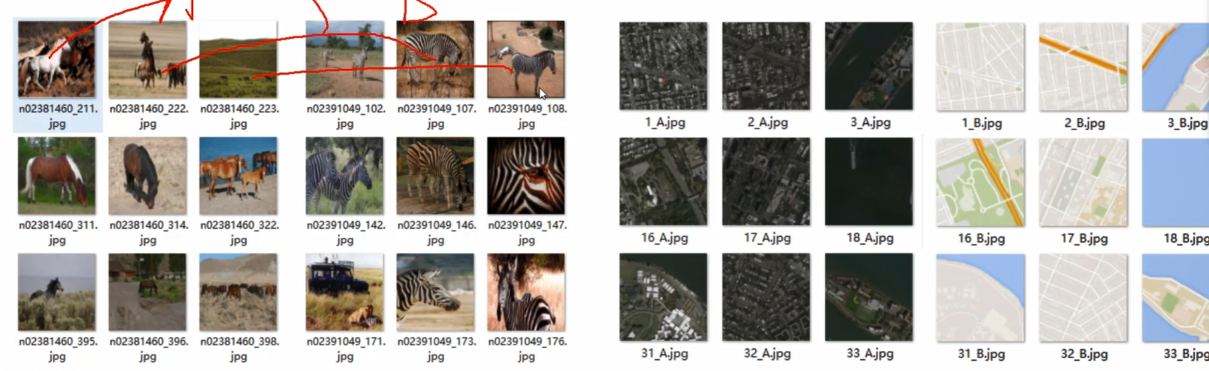 n02381460_211.jpg n02381460_222.jpg n02381460_223.jpg n02391049_102.jpg n02391049_107.jpg n02391049_108.jpg
1_A.jpg 2_A.jpg 3_A.jpg 1_B.jpg 2_B.jpg 3_B.jpg
n02381460_311.jpg n02381460_314.jpg n02381460_322.jpg n02391049_142.jpg n02391049_146.jpg n02391049_147.jpg
16_A.jpg 17_A.jpg 18_A.jpg 16_B.jpg 17_B.jpg 18_B.jpg
n02381460_395.jpg n02381460_396.jpg n02381460_398.jpg n02391049_171.jpg n02391049_173.jpg n02391049_176.jpg
31_A.jpg 32_A.jpg 33_A.jpg 31_B.jpg 32_B.jpg 33_B.jpg